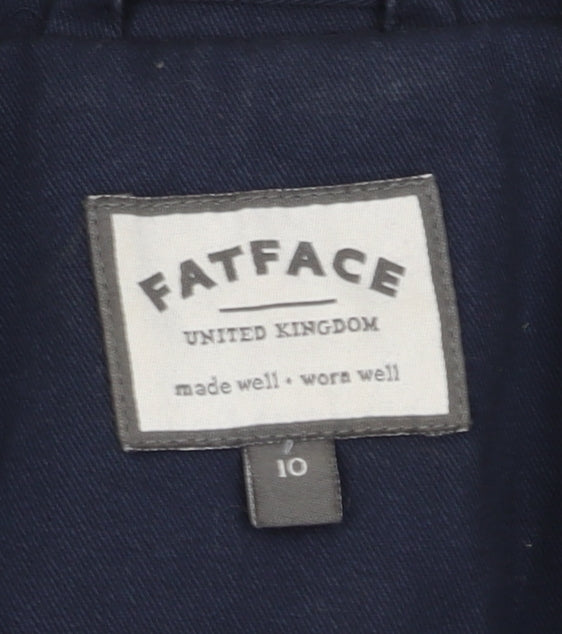 FATFACE
UNITED KINGDOM
made well • worn well
10